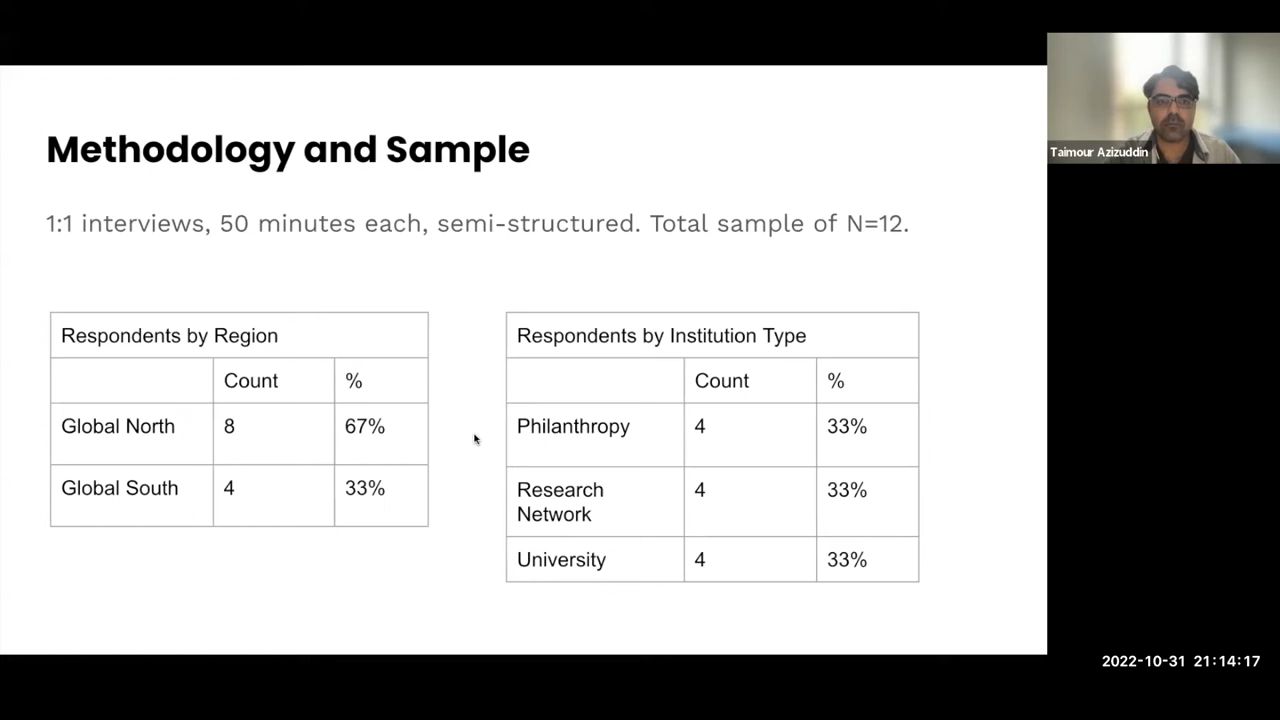 Methodology and Sample
1:1 interviews, 50 minutes each, semi-structured. Total sample of N=12.
Respondents by Region
Count %
Global North 8 67%
Global South 4 33%
Respondents by Institution Type
Count %
Philanthropy 4 33%
Research
Network 4 33%
University 4 33%
Taimour Azizuddin
2022-10-31 21:14:17